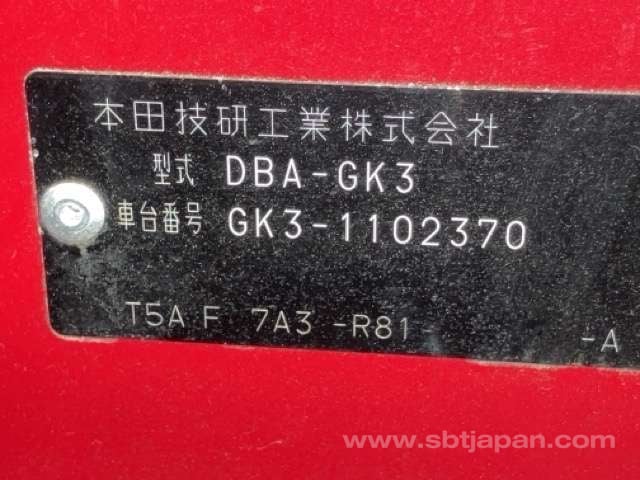 本田技研工業株式会社
型式 DBA-GK3
車台番号 GK3-1102370
T5A F 7A3 -R81- -A
www.sbtjapan.com